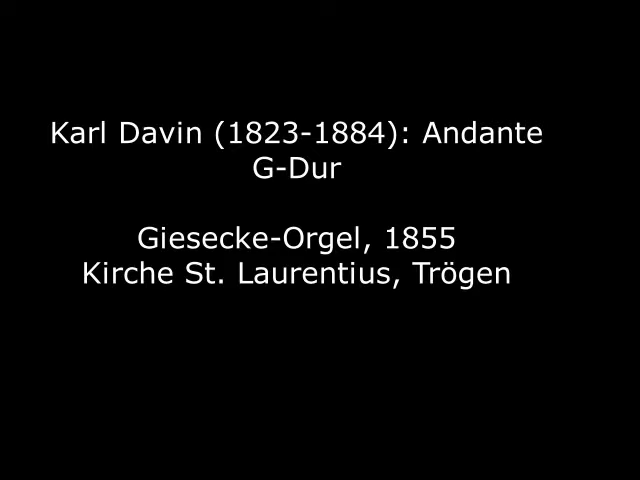 Karl Davin (1823-1884): Andante
G-Dur
Giesecke-Orgel, 1855
Kirche St. Laurentius, Trögen